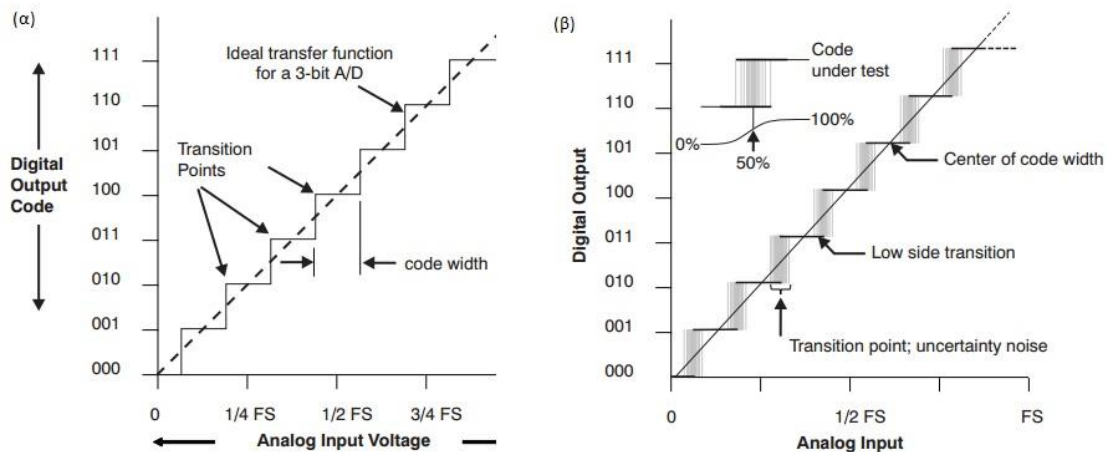 (α)
111
110
101
100
011
010
001
000
Digital
Output
Code
Ideal transfer function
for a 3-bit A/D
Transition
Points
code width
0
1/4 FS
1/2 FS
3/4 FS
Analog Input Voltage
(β)
111
110
101
100
011
010
001
000
Digital Output
Code
under test
0%
100%
50%
Center of code width
Low side transition
Transition point; uncertainty noise
0
1/2 FS
FS
Analog Input